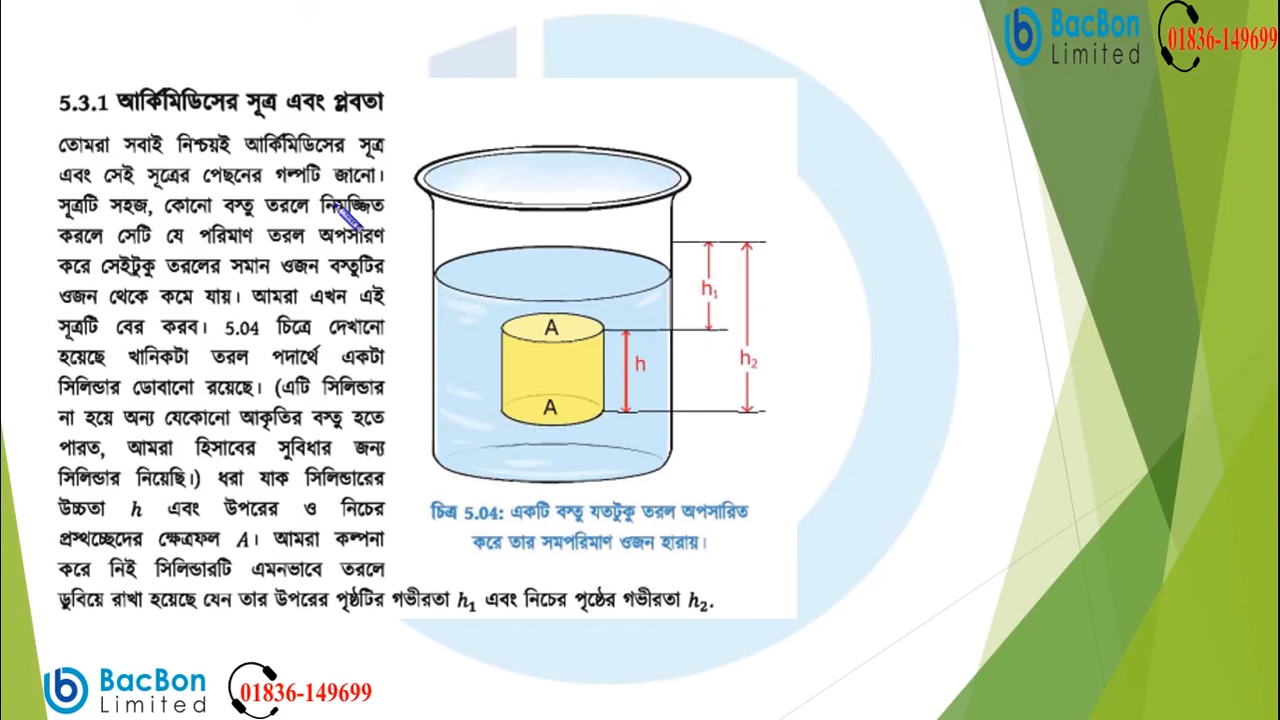 BacBon
Limited
01836-149699
5.3.1 আর্কিমিডিসের সূত্র এবং প্লবতা
তোমরা সবাই নিশ্চয়ই আর্কিমিডিসের সূত্র
এবং সেই সূত্রের পেছনের গল্পটি জানো।
সূত্রটি সহজ, কোনো বস্তু তরলে নিমজ্জিত
করলে সেটি যে পরিমাণ তরল অপসারণ
করে সেইটুকু তরলের সমান ওজন বস্তুটির
ওজন থেকে কমে যায়। আমরা এখন এই
সূত্রটি বের করব। 5.04 চিত্রে দেখানো
হয়েছে খানিকটা তরল পদার্থে একটা
সিলিন্ডার ডোবানো রয়েছে। (এটি সিলিন্ডার
না হয়ে অন্য যেকোনো আকৃতির বস্তু হতে
পারত, আমরা হিসাবের সুবিধার জন্য
সিলিন্ডার নিয়েছি।) ধরা যাক সিলিন্ডারের
উচ্চতা h এবং উপরের ও নিচের
প্রস্থচ্ছেদের ক্ষেত্রফল A। আমরা কল্পনা
করে নিই সিলিন্ডারটি এমনভাবে তরলে
ডুবিয়ে রাখা হয়েছে যেন তার উপরের পৃষ্ঠটির গভীরতা h₁ এবং নিচের পৃষ্ঠের গভীরতা h₂.
A
A
h
h₁
h₂
চিত্র 5.04: একটি বস্তু যতটুকু তরল অপসারিত
করে তার সমপরিমাণ ওজন হারায়।
BacBon
Limited
01836-149699